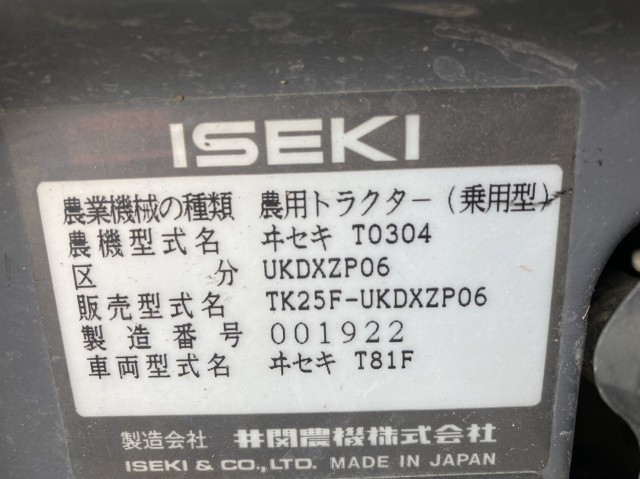 ISEKI
農業機械の種類 農用トラクター(乗用型)
農機型式名 ヰセキ T0304
区分 UKDXZP06
販売型式名 TK25F-UKDXZP06
製造番号 001922
車両型式名 ヰセキ T81F
製造会社 井関農機株式会社
ISEKI & CO., LTD. MADE IN JAPAN